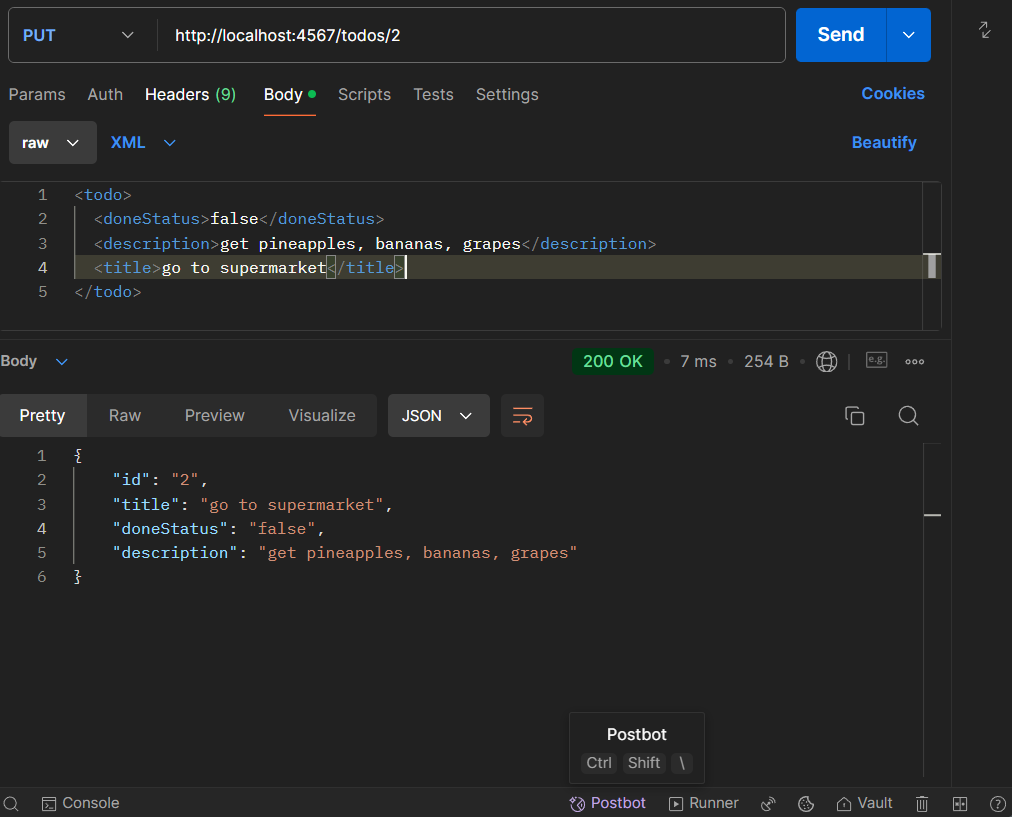 PUT http://localhost:4567/todos/2 Send
Params Auth Headers (9) Body Scripts Tests Settings Cookies
raw XML Beautify
1 <todo>
2 <doneStatus>false</doneStatus>
3 <description>get pineapples, bananas, grapes</description>
4 <title>go to supermarket</title>
5 </todo>
Body 200 OK 7 ms 254 B e.g.
Pretty Raw Preview Visualize JSON
1 {
2 "id": "2",
3 "title": "go to supermarket",
4 "doneStatus": "false",
5 "description": "get pineapples, bananas, grapes"
6 }
Postbot
Ctrl Shift \
Console Postbot Runner Vault